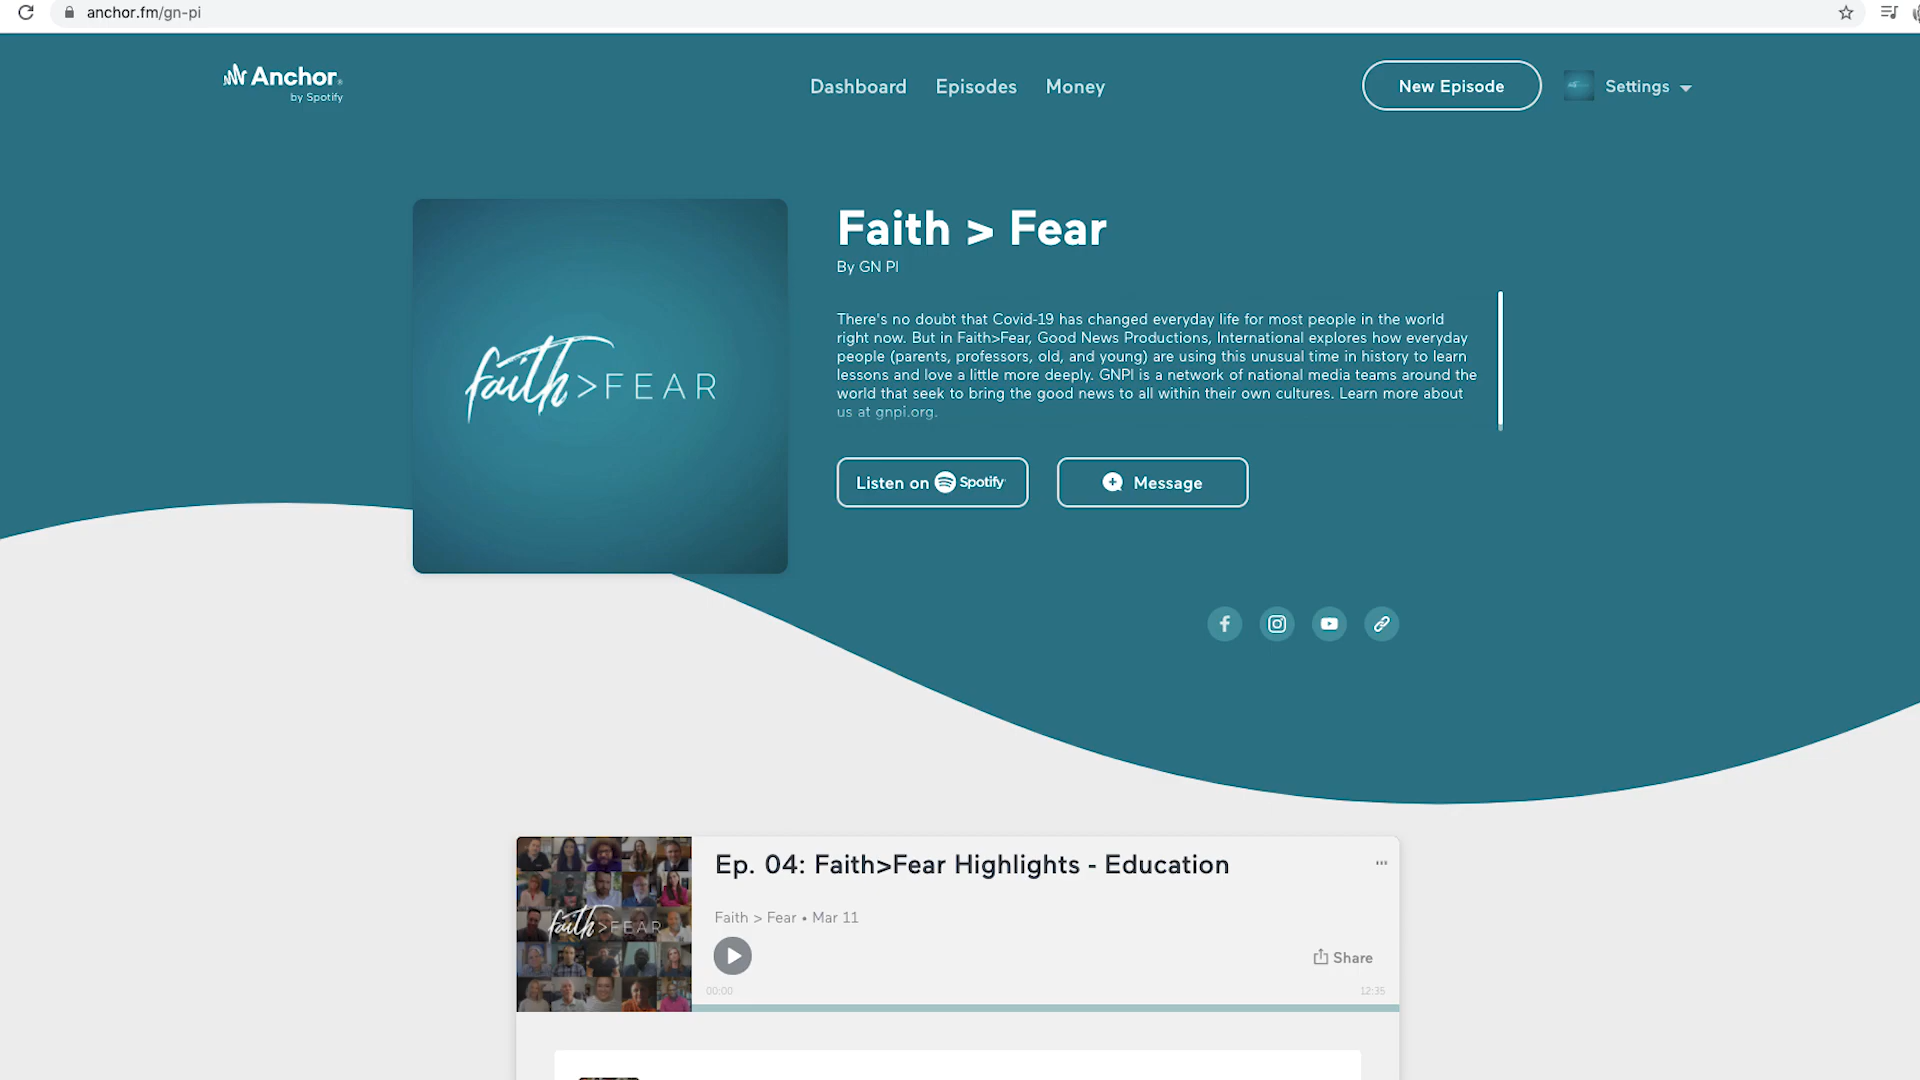 anchor.fm/gn-pi
Anchor
by Spotify
Dashboard
Episodes
Money
New Episode
Settings
faith>FEAR
Faith > Fear
By GN PI
There's no doubt that Covid-19 has changed everyday life for most people in the world
right now. But in Faith>Fear, Good News Productions, International explores how everyday
people (parents, professors, old, and young) are using this unusual time in history to learn
lessons and love a little more deeply. GNPI is a network of national media teams around the
world that seek to bring the good news to all within their own cultures. Learn more about
us at gnpi.org.
Listen on Spotify
Message
faith>FEAR
Ep. 04: Faith>Fear Highlights - Education
Faith > Fear • Mar 11
Share
00:00
12:35